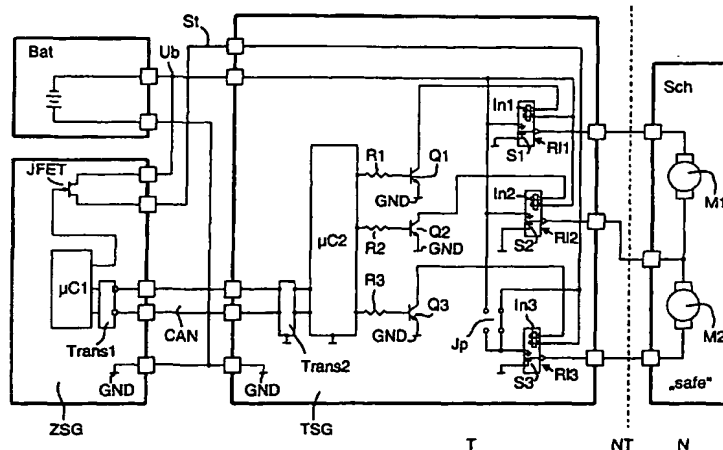 St
Bat
Ub
Sch
In1
JFET
R1
Q1
S1
RI1
GND
M1
In2
µC1
µC2
R2
Q2
GND
S2
RI2
R3
Q3
In3
Trans1
CAN
Trans2
GND
Jp
M2
GND
GND
S3
RI3
„safe"
ZSG
TSG
T
NT
N